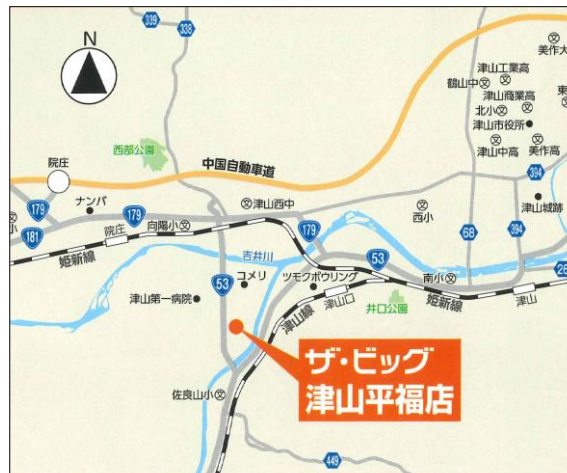 339
338
N
美作大
津山工業高
鶴山中
津山商業高
北小
東
津山市役所
津山中高
美作高
西部公園
中国自動車道
院庄
394
ナンバ
津山西中
西小
津山城跡
179
179
向陽小
179
68
394
小
181
院庄
姫新線
吉井川
53
南小
26
53
コメリ
ツモクボウリング
津山口
姫新線
津山
津山第一病院
津山線
井口公園
ザ・ビッグ
津山平福店
佐良山小
449